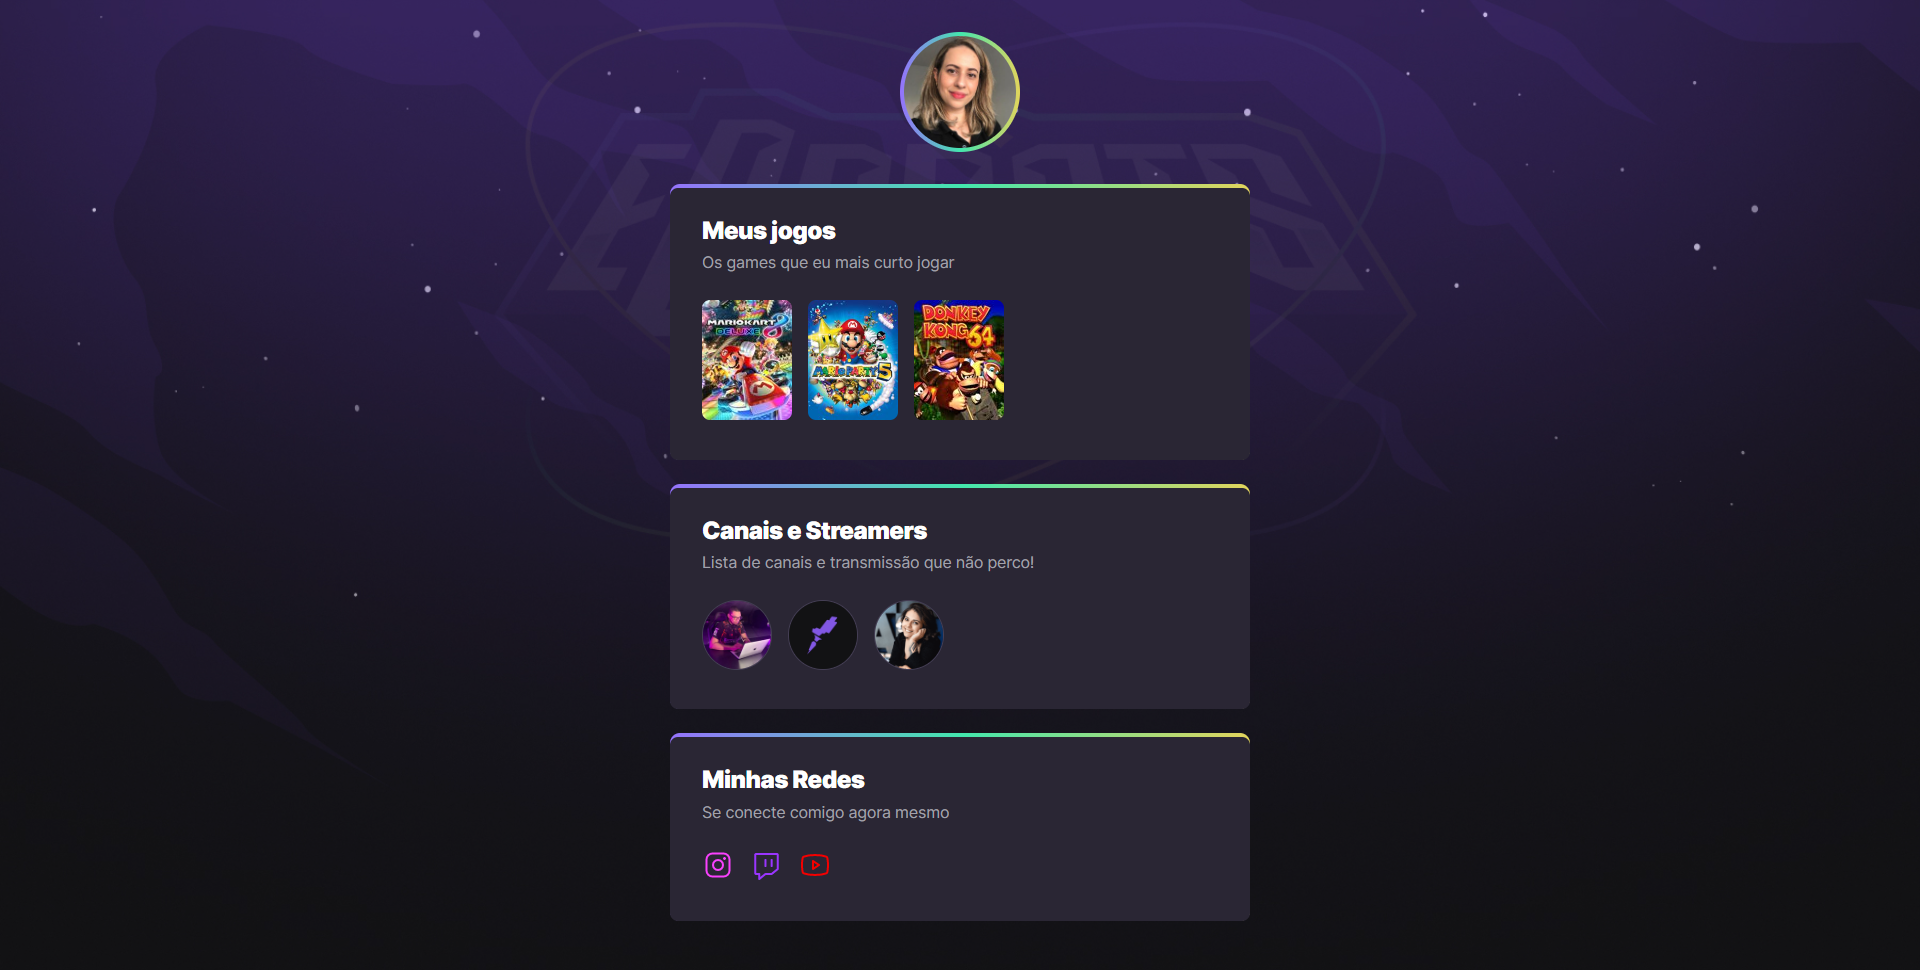 Meus jogos
Os games que eu mais curto jogar
MARIOKART 8
DELUXE
MARIO PARTY 5
DONKEY
KONG 64
Canais e Streamers
Lista de canais e transmissão que não perco!
Minhas Redes
Se conecte comigo agora mesmo